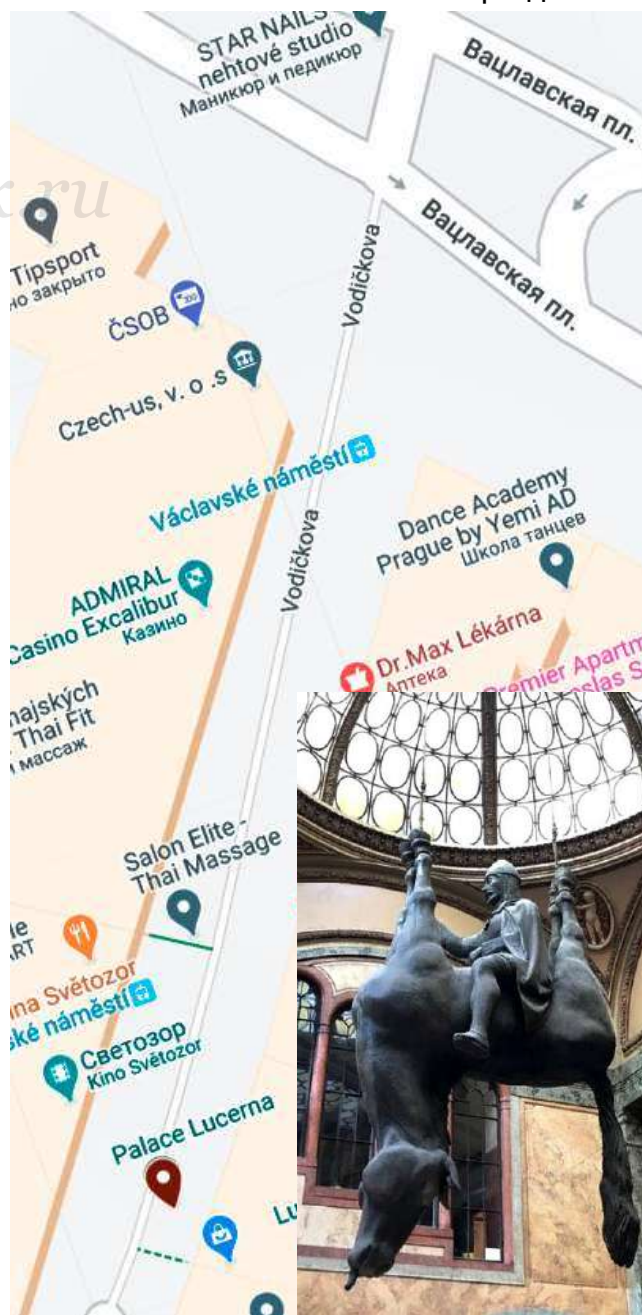 STAR NAILS
nehtové studio
Маникюр и педикюр
Вацлавская пл.
Вацлавская пл.
Tipsport
но закрыто
ČSOB
Vodičkova
Czech-us, v. o .s
Václavské náměstí
Dance Academy
Prague by Yemi AD
Школа танцев
Vodičkova
ADMIRAL
Casino Excalibur
Казино
Dr.Max Lékárna
Аптека
Thai Fit
массаж
Salon Elite -
Thai Massage
Světozor
náměstí
Светозор
Kino Světozor
Palace Lucerna